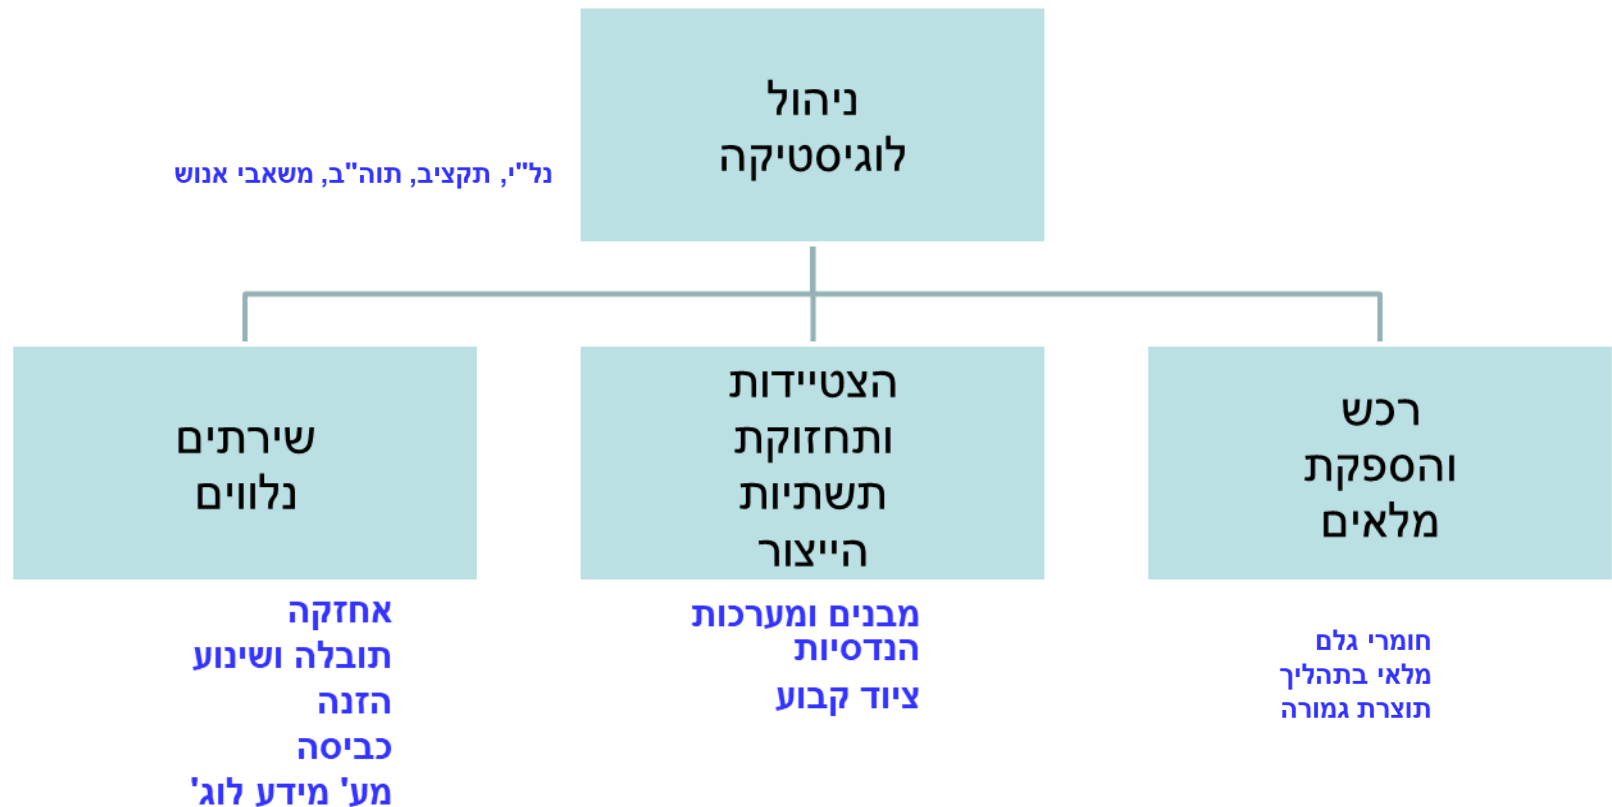 ניהול
לוגיסטיקה
נל"י, תקציב, תוה"ב, משאבי אנוש
רכש
והספקת
מלאים
חומרי גלם
מלאי בתהליך
תוצרת גמורה
הצטיידות
ותחזוקת
תשתיות
הייצור
מבנים ומערכות
הנדסיות
ציוד קבוע
שירתים
נלווים
אחזקה
תובלה ושינוע
הזנה
כביסה
מע' מידע לוג'